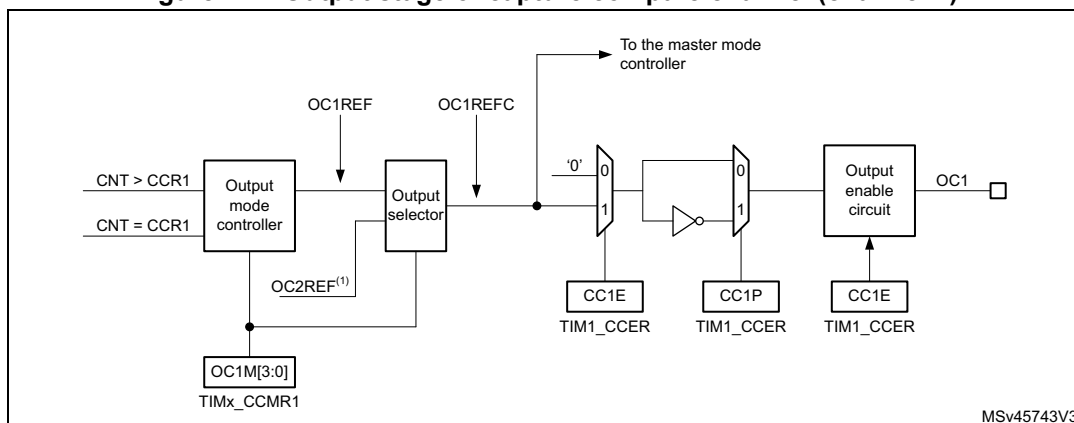 To the master mode
controller
OC1REF
OC1REFC
CNT > CCR1
CNT = CCR1
Output
mode
controller
Output
selector
OC2REF(1)
'0'
0
1
0
1
Output
enable
circuit
OC1
CC1E
CC1P
CC1E
TIM1_CCER
TIM1_CCER
TIM1_CCER
OC1M[3:0]
TIMx_CCMR1
MSv45743V3